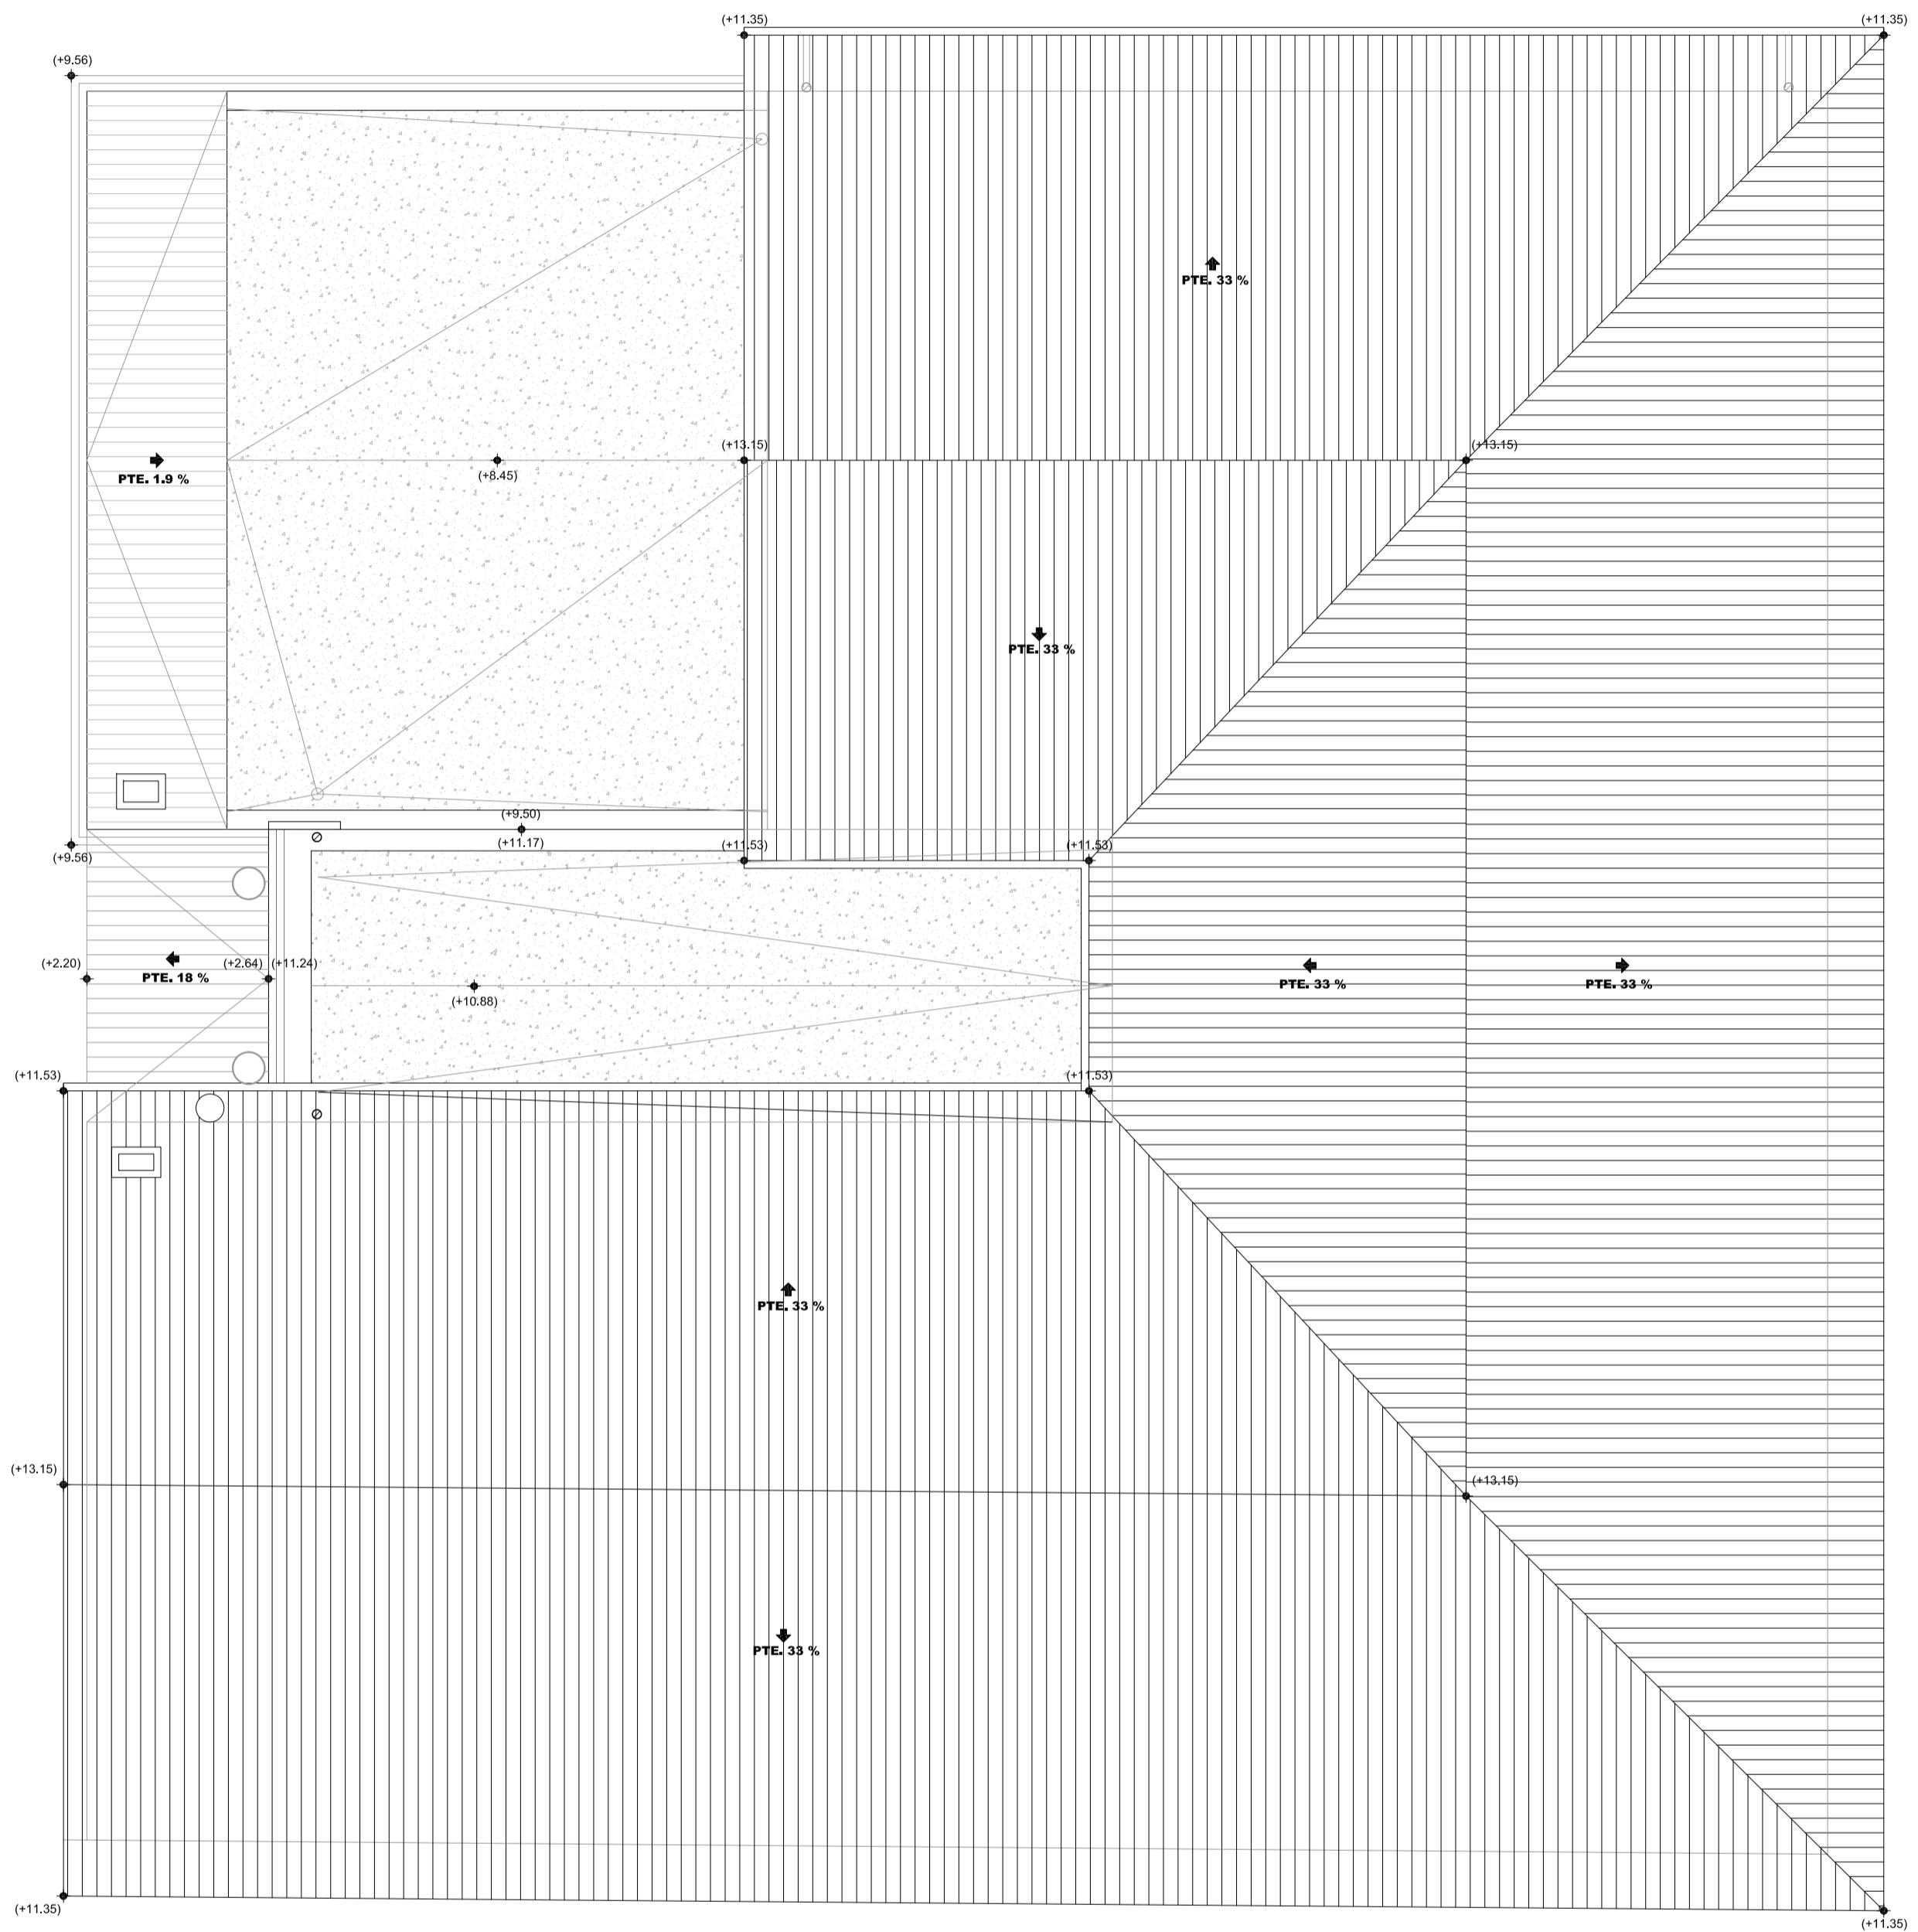 (+11.35)
(+11.35)
(+9.56)
PTE. 33 %
(+13.15)
(+13.15)
PTE. 1.9 %
(+8.45)
PTE. 33 %
(+9.50)
(+11.17)
(+11.53)
(+11.53)
(+9.56)
(+2.20)
(+2.64)
(+11.24)
PTE. 18 %
PTE. 33 %
PTE. 33 %
(+10.88)
(+11.53)
(+11.53)
PTE. 33 %
(+13.15)
(+13.15)
PTE. 33 %
(+11.35)
(+11.35)